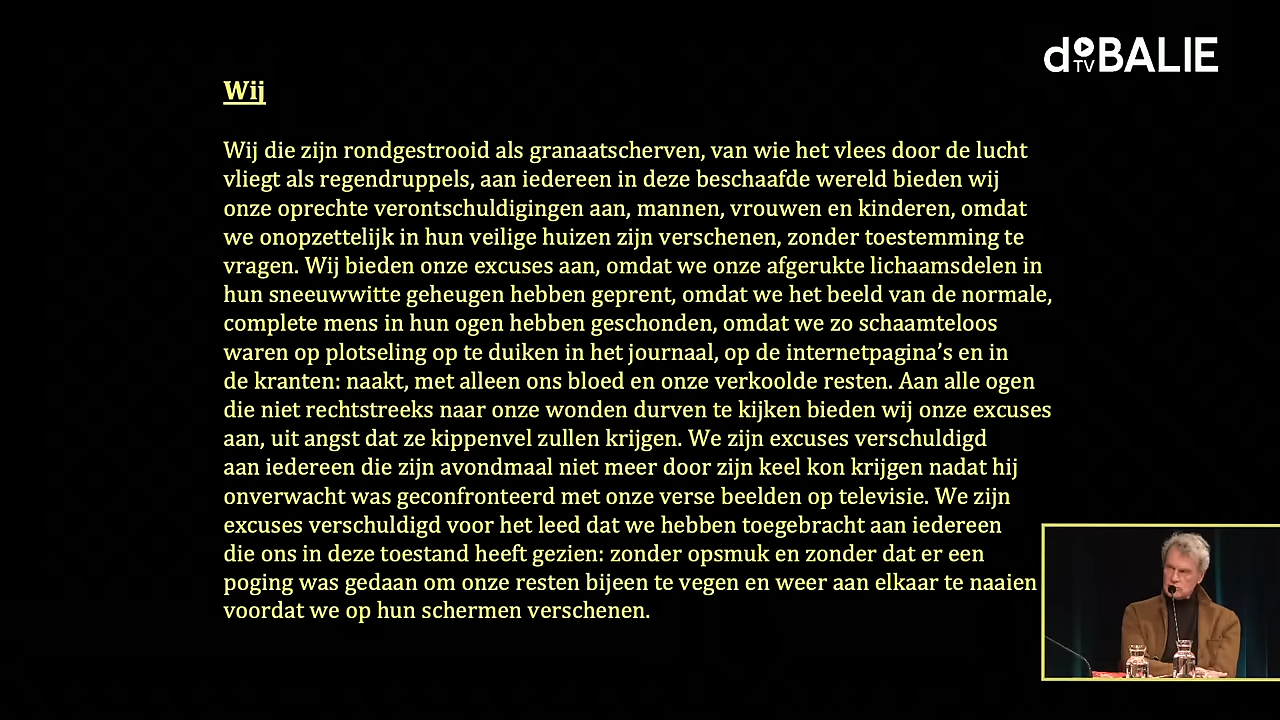 doTVBALIE
Wij
Wij die zijn rondgestrooid als granaatscherven, van wie het vlees door de lucht
vliegt als regendruppels, aan iedereen in deze beschaafde wereld bieden wij
onze oprechte verontschuldigingen aan, mannen, vrouwen en kinderen, omdat
we onopzettelijk in hun veilige huizen zijn verschenen, zonder toestemming te
vragen. Wij bieden onze excuses aan, omdat we onze afgerukte lichaamsdelen in
hun sneeuwwitte geheugen hebben geprent, omdat we het beeld van de normale,
complete mens in hun ogen hebben geschonden, omdat we zo schaamteloos
waren op plotseling op te duiken in het journaal, op de internetpagina’s en in
de kranten: naakt, met alleen ons bloed en onze verkoolde resten. Aan alle ogen
die niet rechtstreeks naar onze wonden durven te kijken bieden wij onze excuses
aan, uit angst dat ze kippenvel zullen krijgen. We zijn excuses verschuldigd
aan iedereen die zijn avondmaal niet meer door zijn keel kon krijgen nadat hij
onverwacht was geconfronteerd met onze verse beelden op televisie. We zijn
excuses verschuldigd voor het leed dat we hebben toegebracht aan iedereen
die ons in deze toestand heeft gezien: zonder opsmuk en zonder dat er een
poging was gedaan om onze resten bijeen te vegen en weer aan elkaar te naaien
voordat we op hun schermen verschenen.